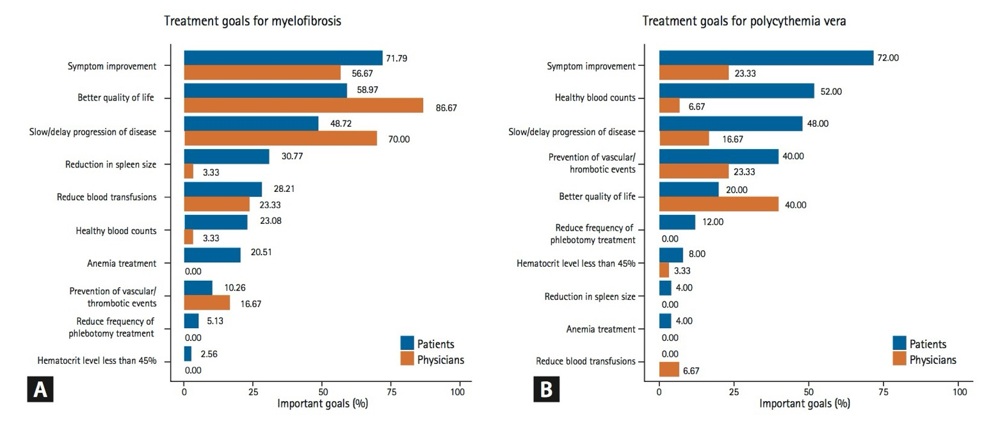 Treatment goals for myelofibrosis
Symptom improvement
71.79
56.67
Better quality of life
58.97
86.67
Slow/delay progression of disease
48.72
70.00
Reduction in spleen size
30.77
3.33
Reduce blood transfusions
28.21
23.33
Healthy blood counts
23.08
3.33
Anemia treatment
20.51
0.00
Prevention of vascular/
thrombotic events
10.26
16.67
Reduce frequency of
phlebotomy treatment
5.13
0.00
Hematocrit level less than 45%
2.56
0.00
Patients
Physicians
0 25 50 75 100
Important goals (%)
A
Treatment goals for polycythemia vera
Symptom improvement
72.00
23.33
Healthy blood counts
52.00
6.67
Slow/delay progression of disease
48.00
16.67
Prevention of vascular/
hrombotic events
40.00
23.33
Better quality of life
20.00
40.00
Reduce frequency of
phlebotomy treatment
12.00
0.00
Hematocrit level less than 45%
8.00
3.33
Reduction in spleen size
4.00
0.00
Anemia treatment
4.00
0.00
Reduce blood transfusions
0.00
6.67
Patients
Physicians
0 25 50 75 100
Important goals (%)
B